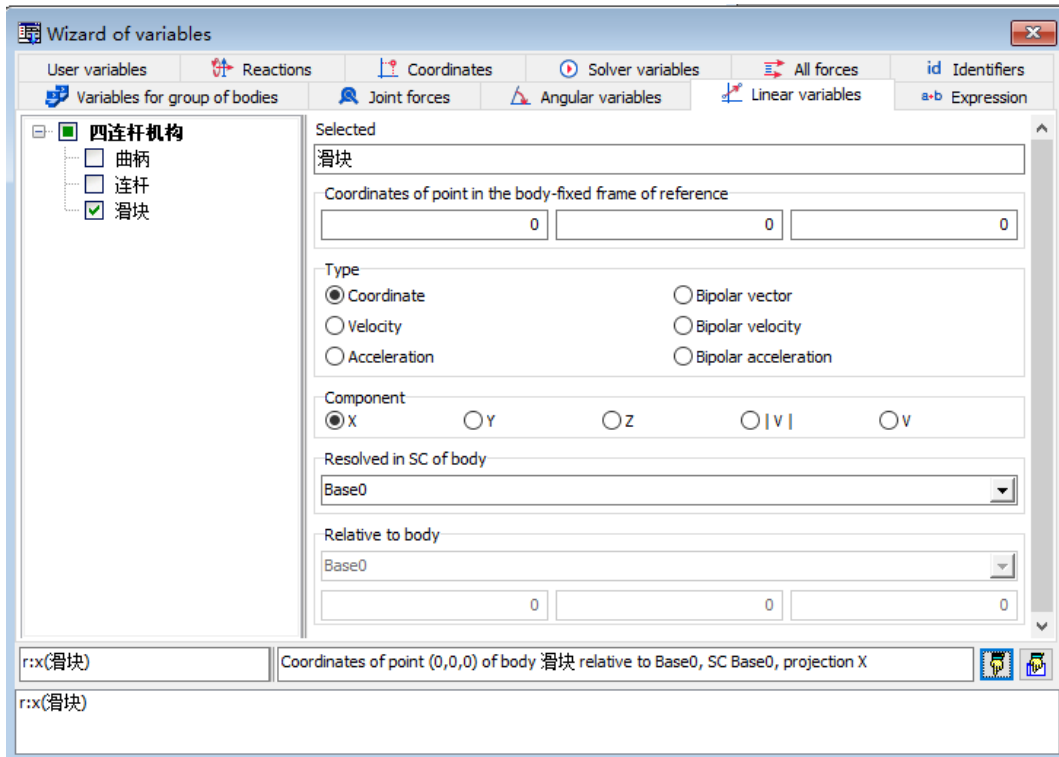 Wizard of variables
User variables Reactions Coordinates Solver variables All forces id Identifiers
Variables for group of bodies Joint forces Angular variables Linear variables a+b Expression
四连杆机构
曲柄
连杆
滑块
Selected
滑块
Coordinates of point in the body-fixed frame of reference
0 0 0
Type
Coordinate Bipolar vector
Velocity Bipolar velocity
Acceleration Bipolar acceleration
Component
X Y Z | V | V
Resolved in SC of body
Base0
Relative to body
Base0
0 0 0
r:x(滑块) Coordinates of point (0,0,0) of body 滑块 relative to Base0, SC Base0, projection X
r:x(滑块)